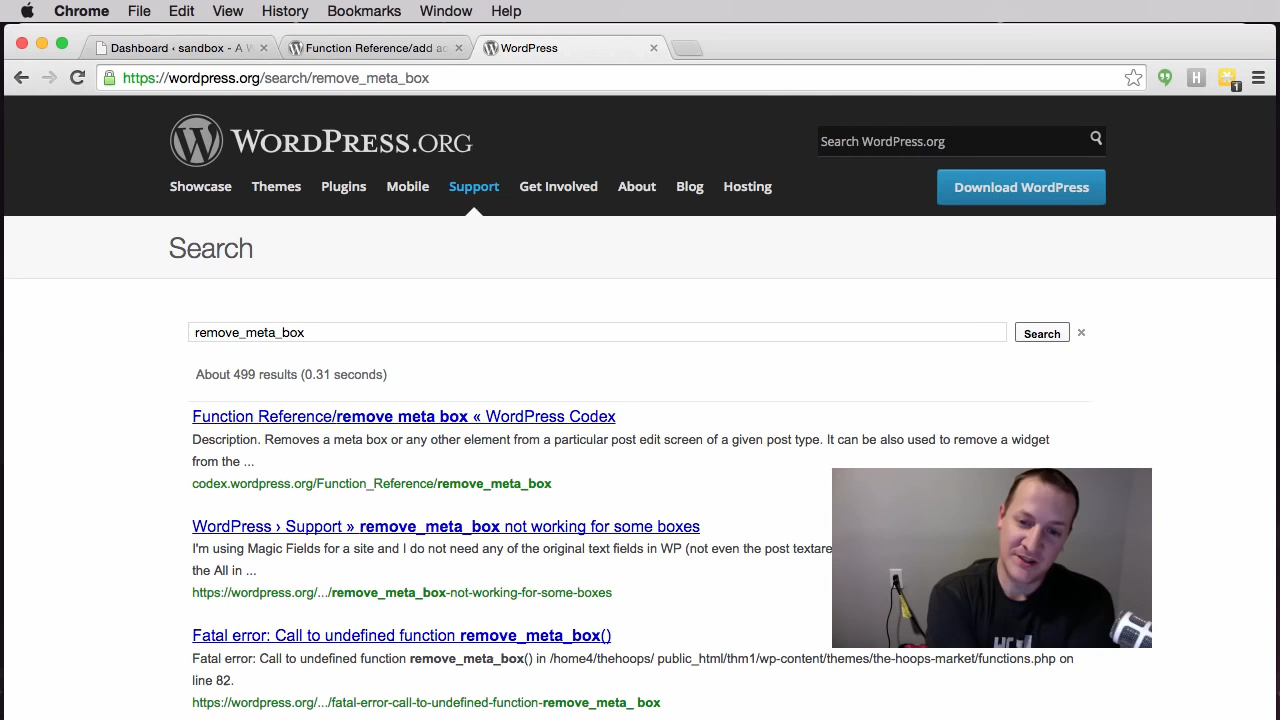 Chrome File Edit View History Bookmarks Window Help
Dashboard ‹ sandbox - A W
Function Reference/add ac
WordPress
https://wordpress.org/search/remove_meta_box
H
1
WORDPRESS.ORG
Search WordPress.org
Showcase Themes Plugins Mobile Support Get Involved About Blog Hosting
Download WordPress
Search
remove_meta_box
Search
×
About 499 results (0.31 seconds)
Function Reference/remove meta box « WordPress Codex
Description. Removes a meta box or any other element from a particular post edit screen of a given post type. It can be also used to remove a widget
from the ...
codex.wordpress.org/Function_Reference/remove_meta_box
WordPress › Support » remove_meta_box not working for some boxes
I'm using Magic Fields for a site and I do not need any of the original text fields in WP (not even the post textare
the All in ...
https://wordpress.org/.../remove_meta_box-not-working-for-some-boxes
Fatal error: Call to undefined function remove_meta_box()
Fatal error: Call to undefined function remove_meta_box() in /home4/thehoops/ public_html/thm1/wp-content/themes/the-hoops-market/functions.php on
line 82.
https://wordpress.org/.../fatal-error-call-to-undefined-function-remove_meta_ box